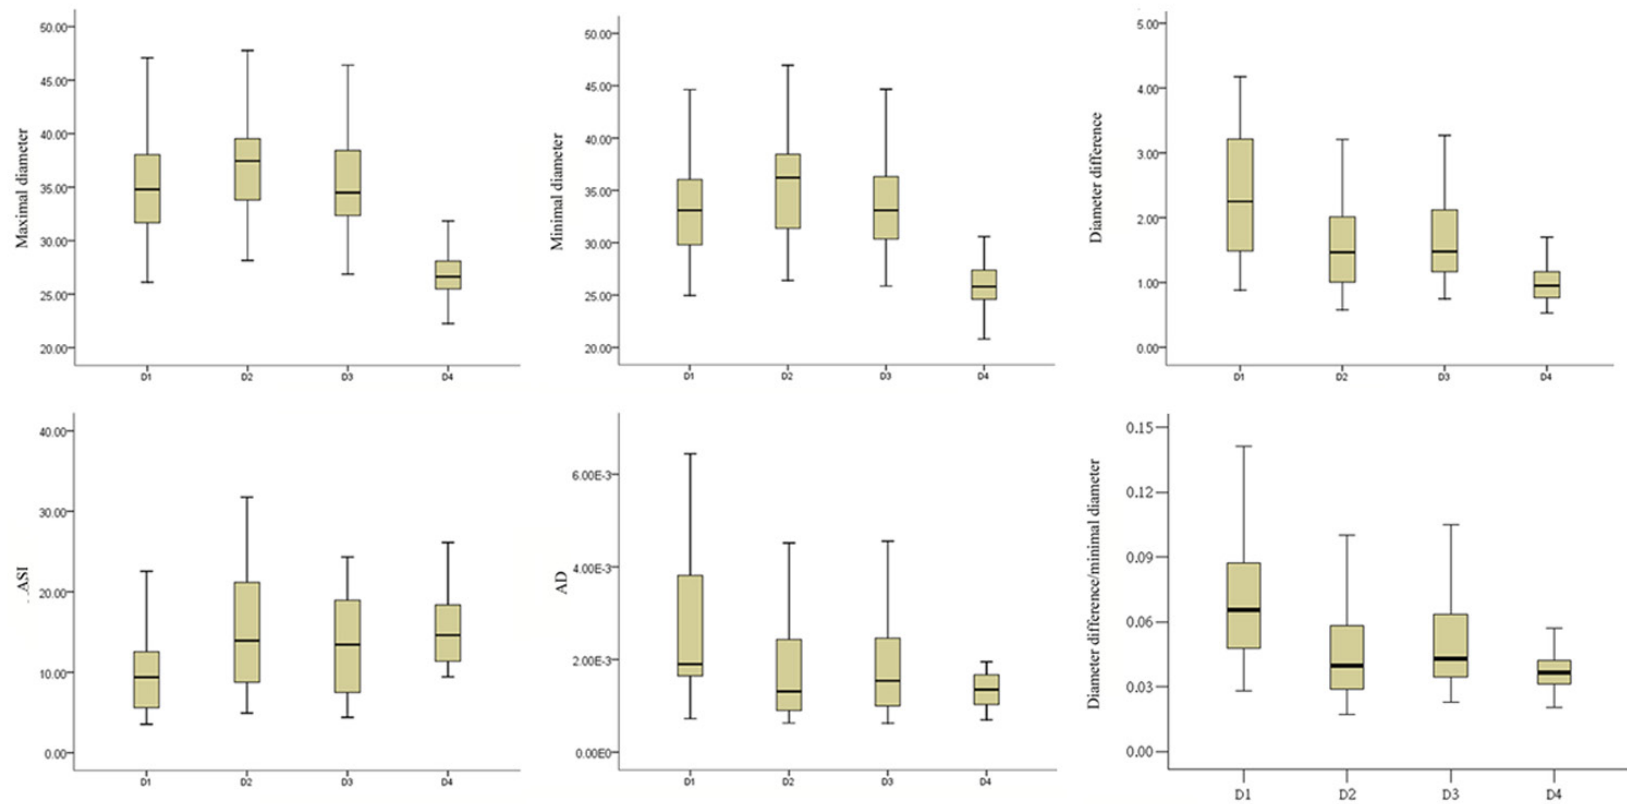 Maximal diameter
50.00
45.00
40.00
35.00
30.00
25.00
20.00
D1 D2 D3 D4
Minimal diameter
50.00
45.00
40.00
35.00
30.00
25.00
20.00
D1 D2 D3 D4
Diameter difference
5.00
4.00
3.00
2.00
1.00
0.00
D1 D2 D3 D4
ASI
40.00
30.00
20.00
10.00
0.00
D1 D2 D3 D4
AD
6.00E-3
4.00E-3
2.00E-3
0.00E0
D1 D2 D3 D4
Diameter difference/minimal diameter
0.15
0.12
0.09
0.06
0.03
0.00
D1 D2 D3 D4